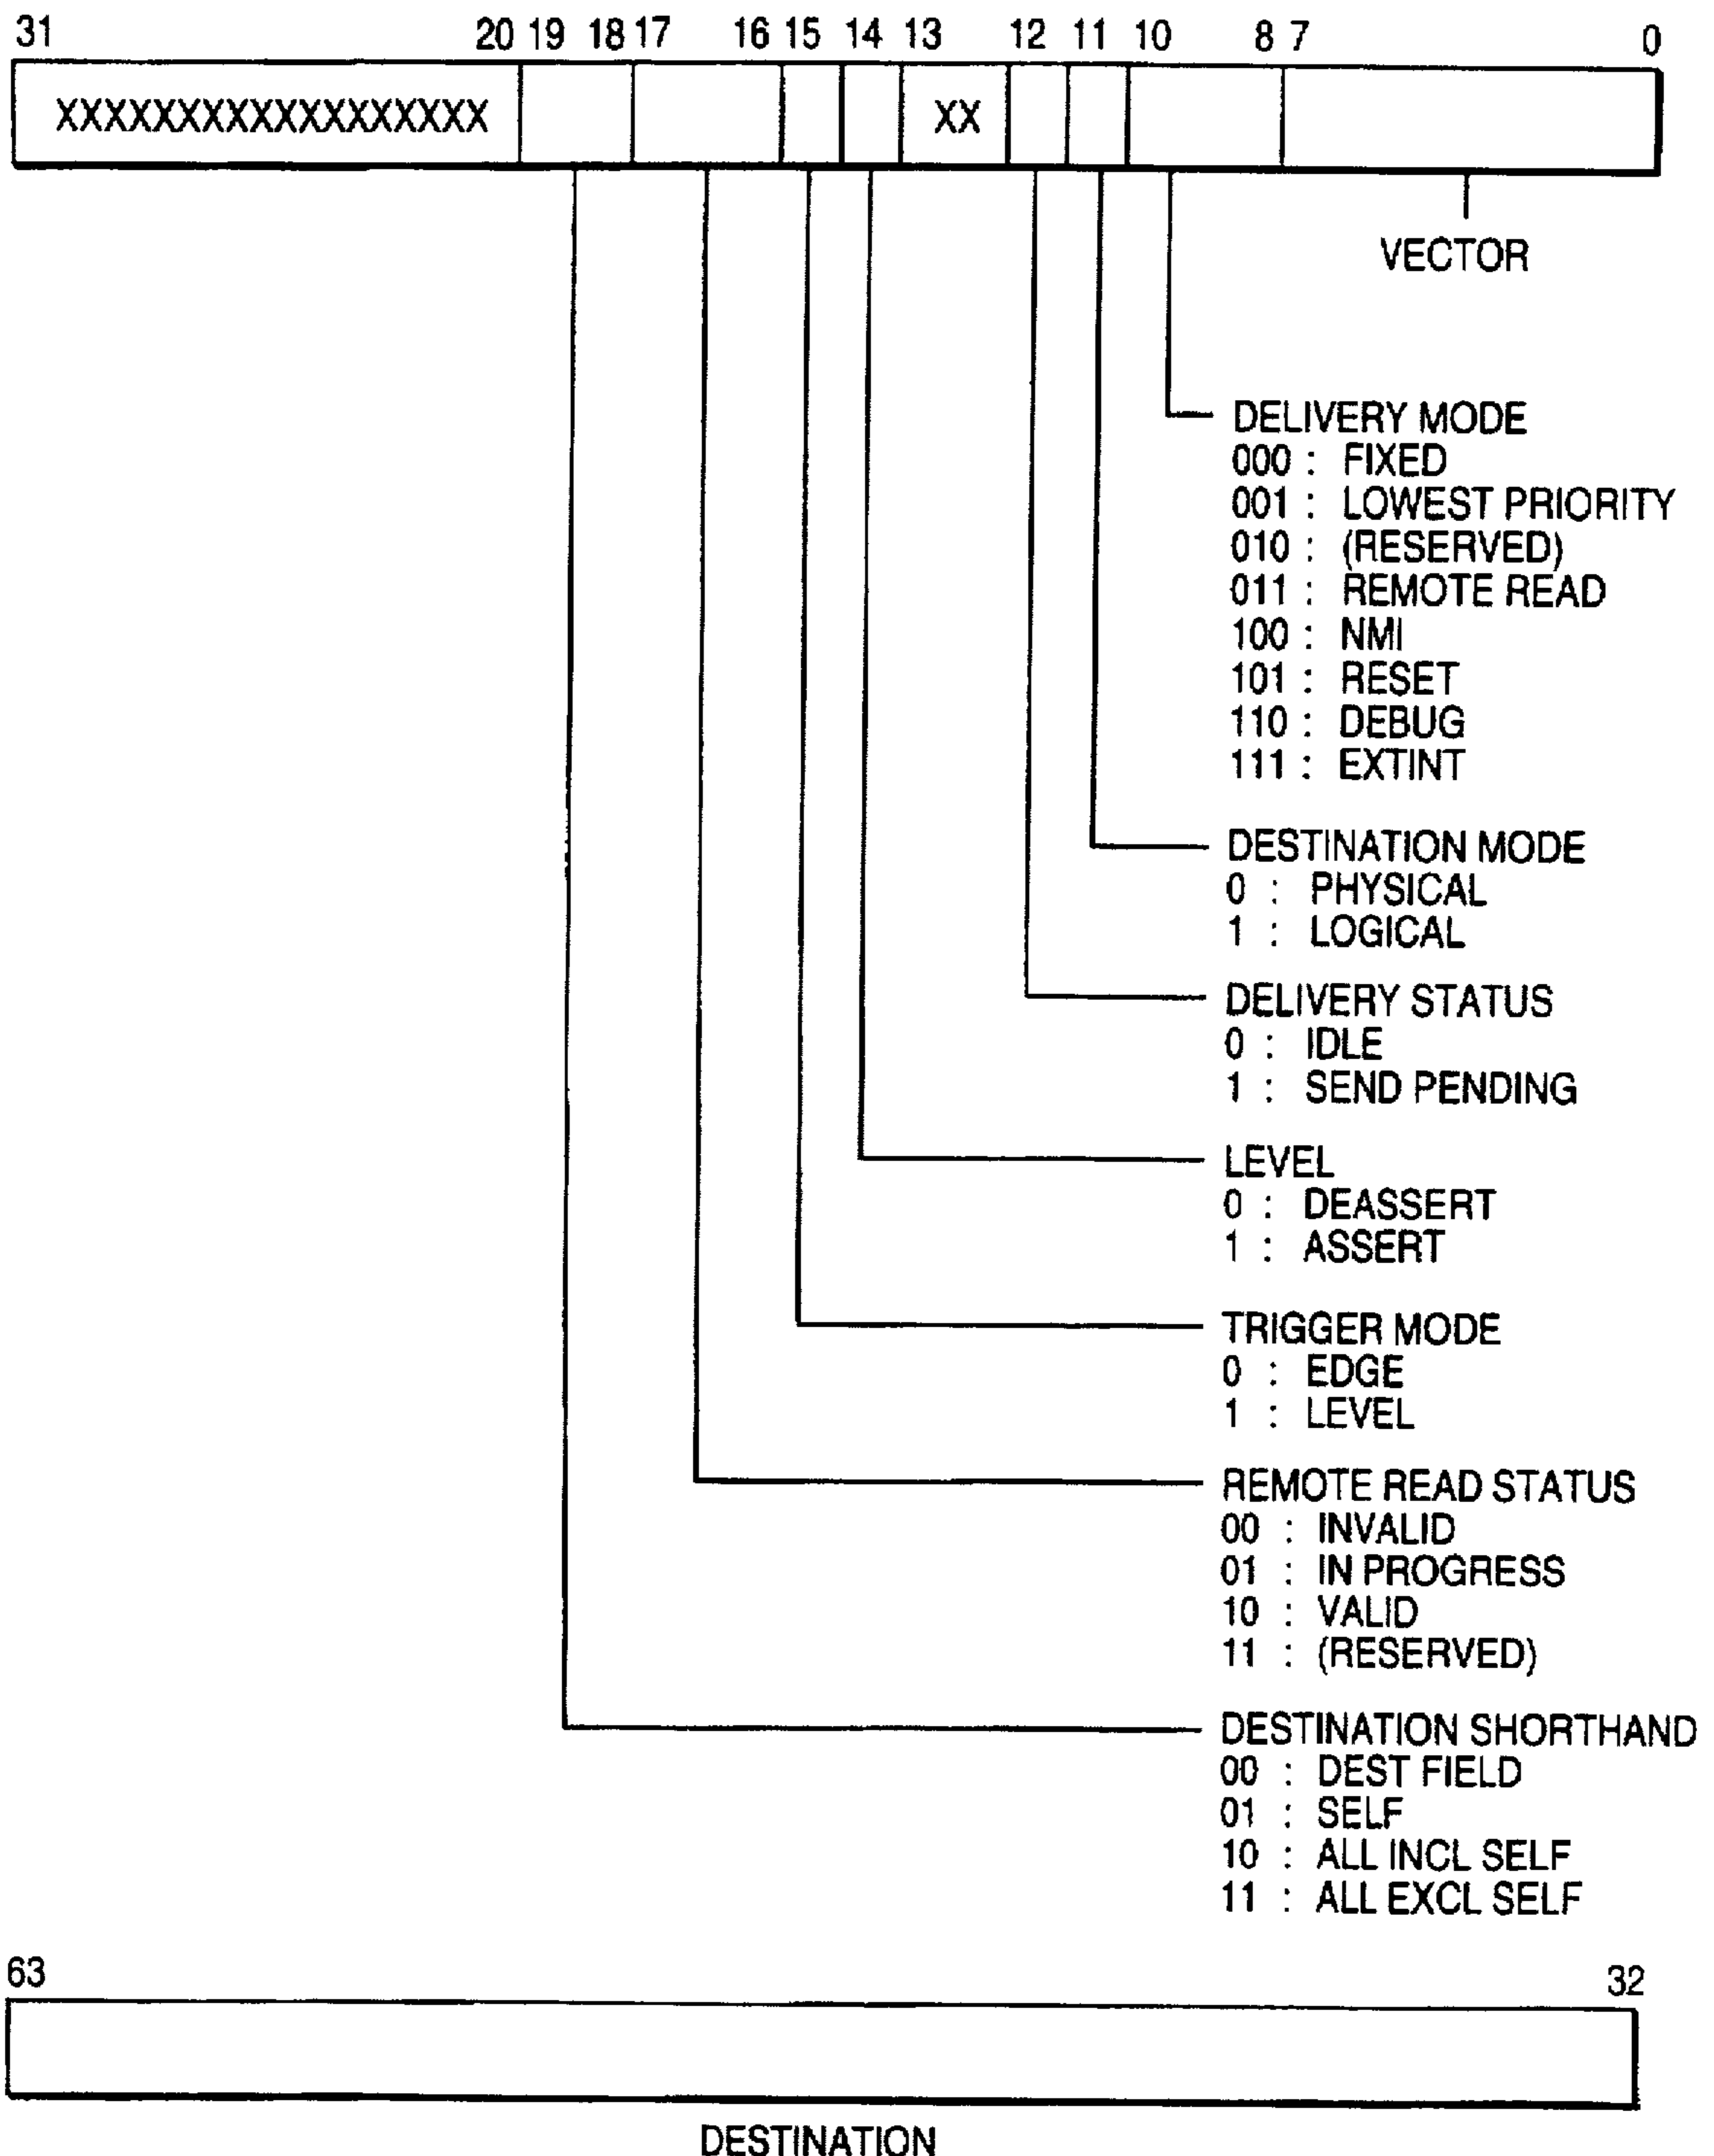 31 20 19 18 17 16 15 14 13 12 11 10 8 7 0
XXXXXXXXXXXXXXXXXX XX
VECTOR
DELIVERY MODE
000 : FIXED
001 : LOWEST PRIORITY
010 : (RESERVED)
011 : REMOTE READ
100 : NMI
101 : RESET
110 : DEBUG
111 : EXTINT
DESTINATION MODE
0 : PHYSICAL
1 : LOGICAL
DELIVERY STATUS
0 : IDLE
1 : SEND PENDING
LEVEL
0 : DEASSERT
1 : ASSERT
TRIGGER MODE
0 : EDGE
1 : LEVEL
REMOTE READ STATUS
00 : INVALID
01 : IN PROGRESS
10 : VALID
11 : (RESERVED)
DESTINATION SHORTHAND
00 : DEST FIELD
01 : SELF
10 : ALL INCL SELF
11 : ALL EXCL SELF
63 32
DESTINATION